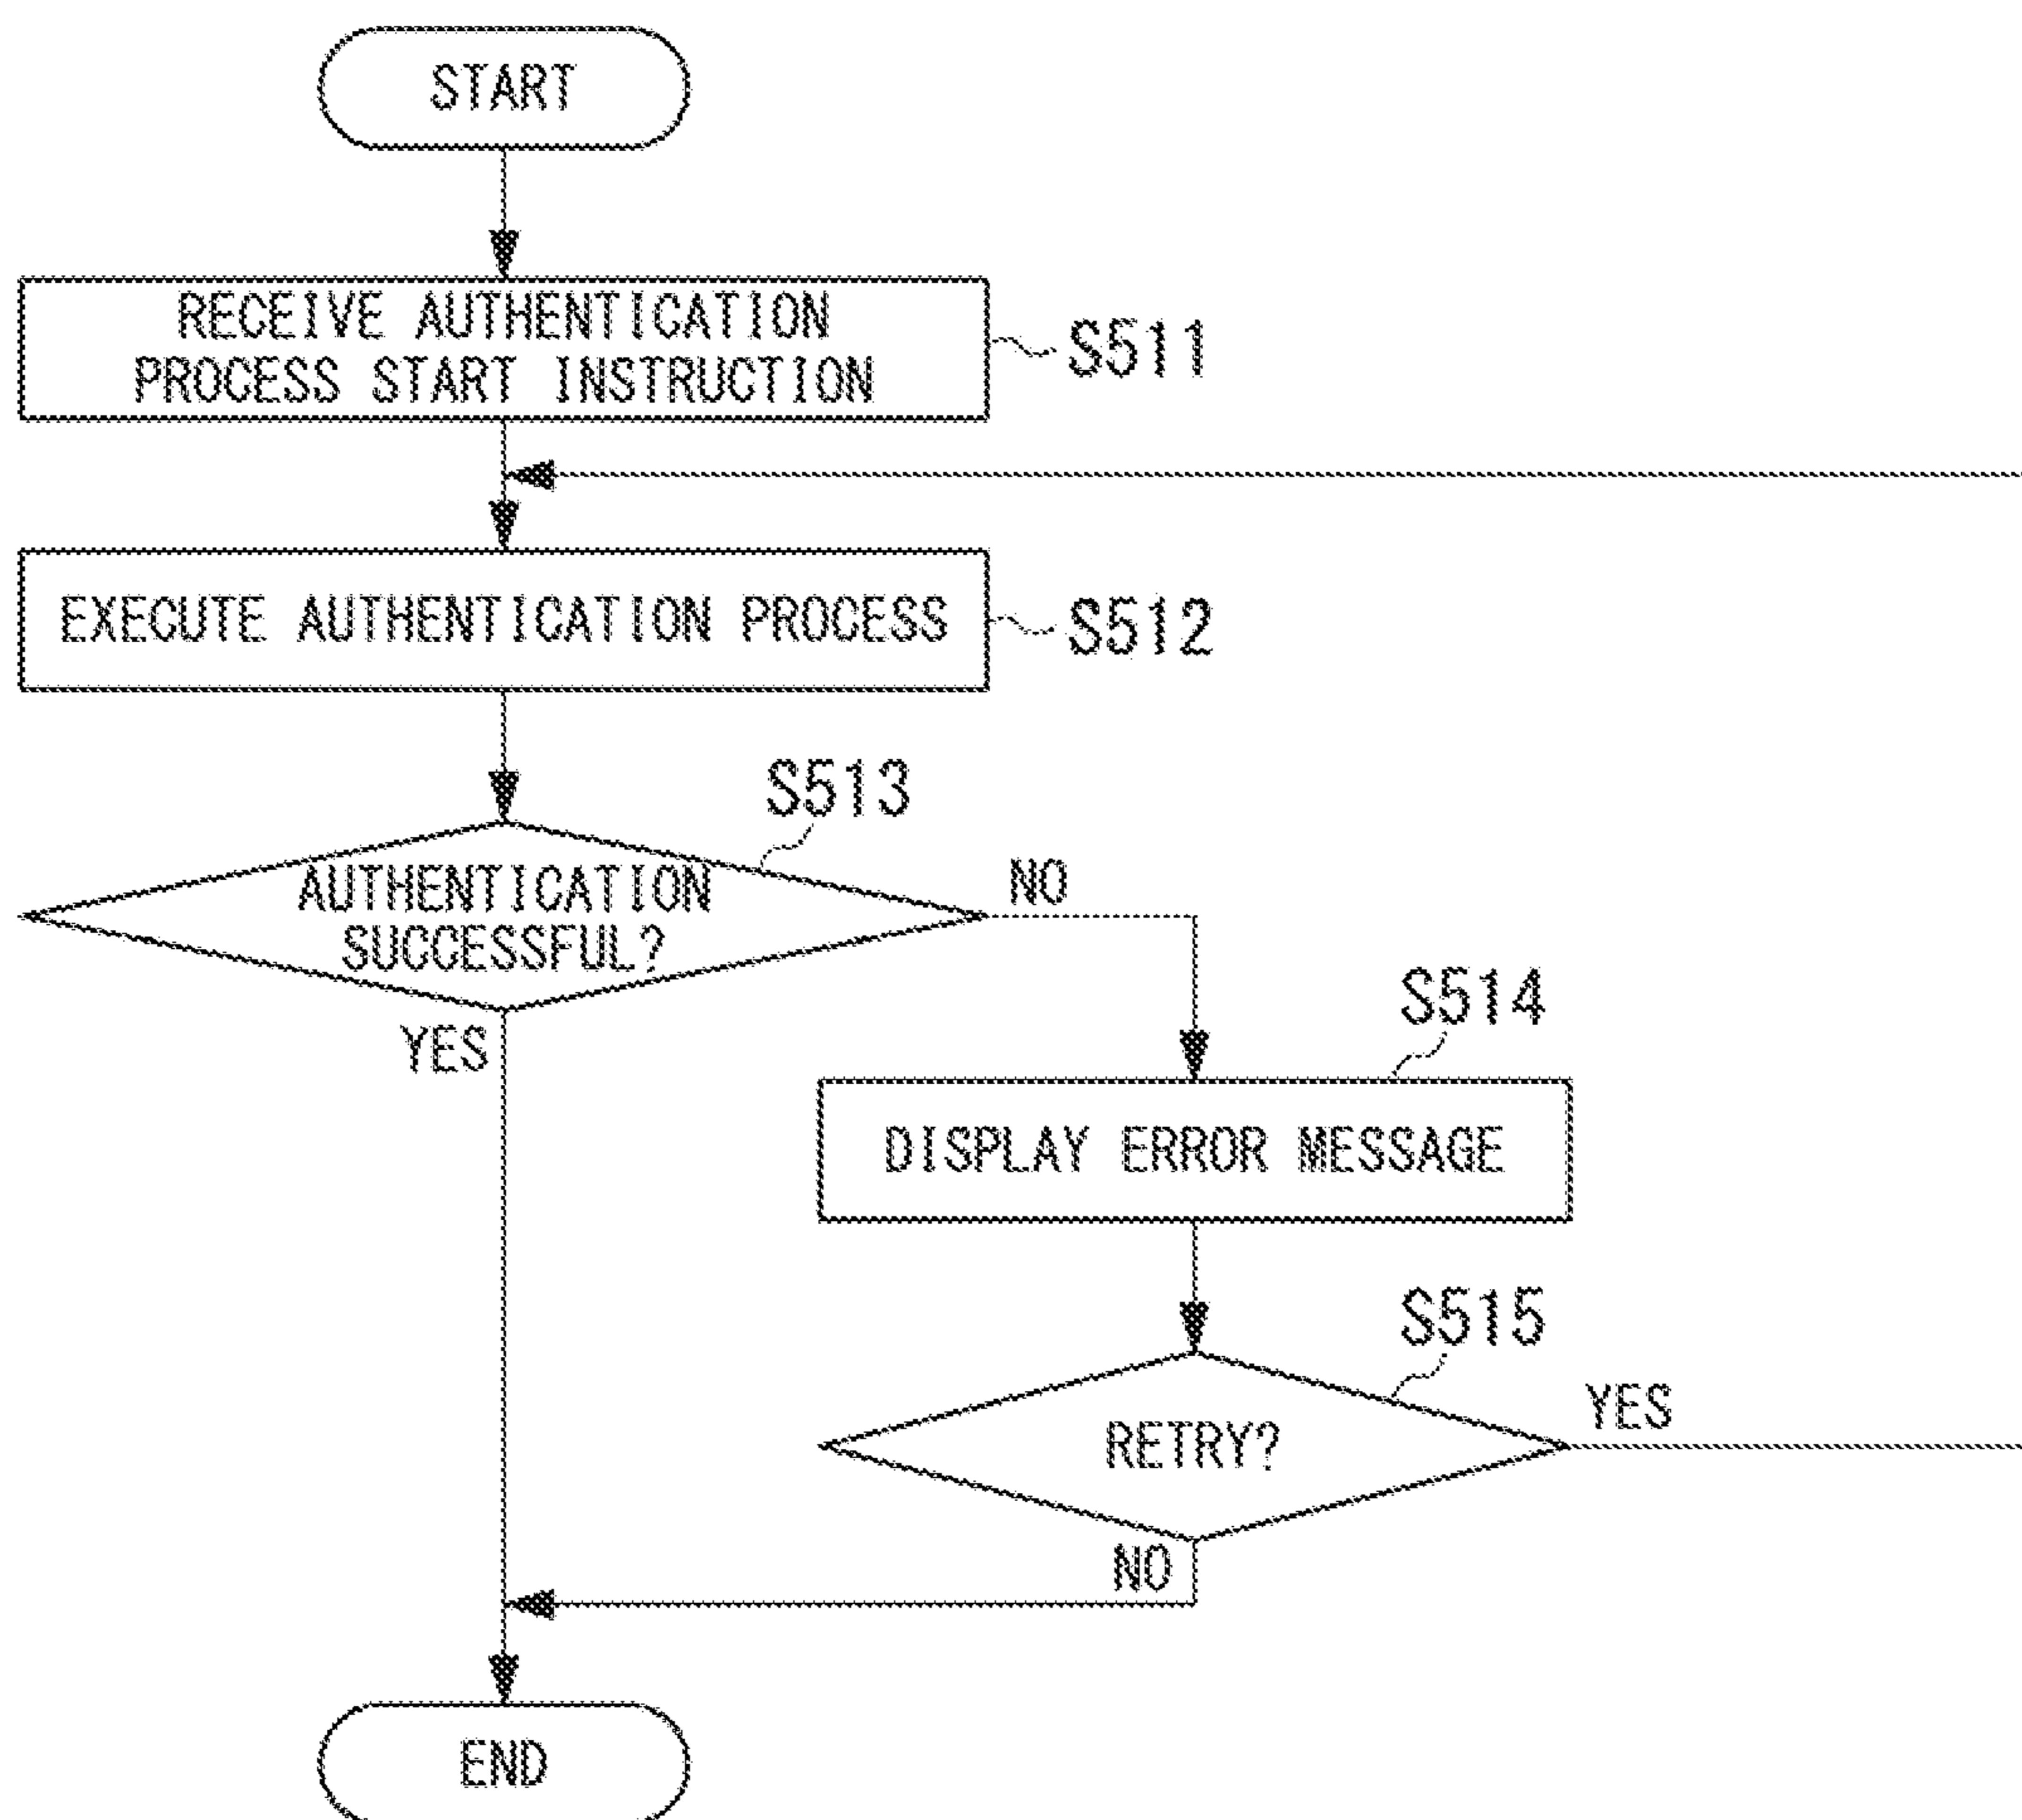 START
RECEIVE AUTHENTICATION
PROCESS START INSTRUCTION
S511
EXECUTE AUTHENTICATION PROCESS
S512
S513
AUTHENTICATION
SUCCESSFUL?
NO
YES
S514
DISPLAY ERROR MESSAGE
S515
RETRY?
YES
NO
END